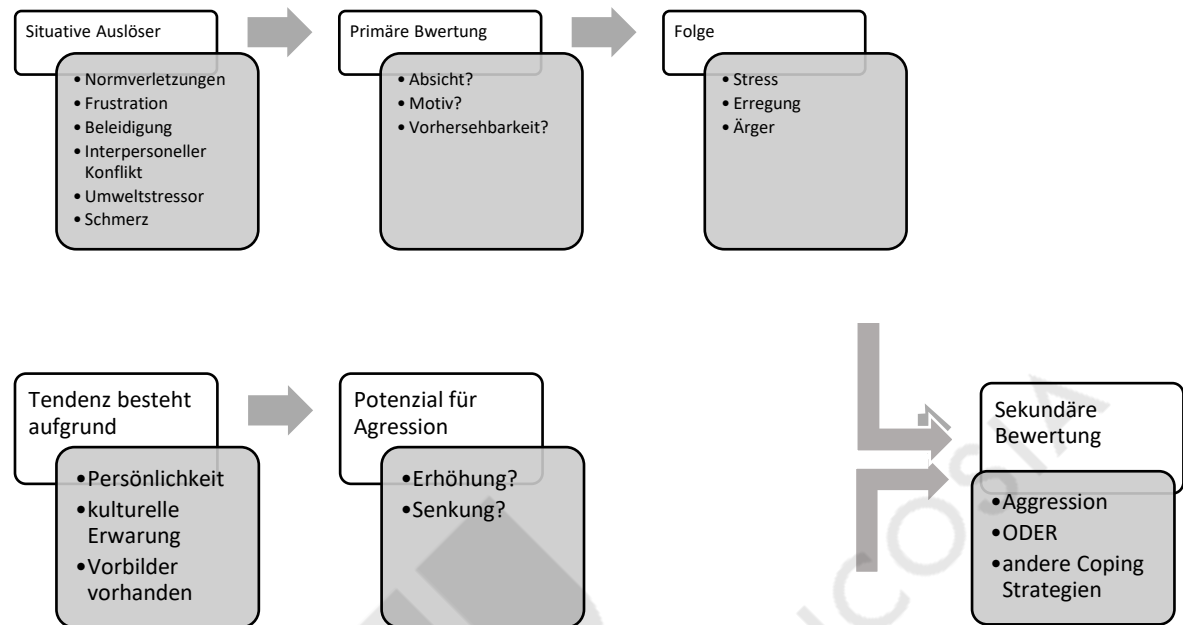 Situative Auslöser
• Normverletzungen
• Frustration
• Beleidigung
• Interpersoneller
Konflikt
• Umweltstressor
• Schmerz
Primäre Bwertung
• Absicht?
• Motiv?
• Vorhersehbarkeit?
Folge
• Stress
• Erregung
• Ärger
Tendenz besteht
aufgrund
•Persönlichkeit
•kulturelle
Erwarung
•Vorbilder
vorhanden
Potenzial für
Agression
•Erhöhung?
•Senkung?
Sekundäre
Bewertung
•Aggression
•ODER
•andere Coping
Strategien